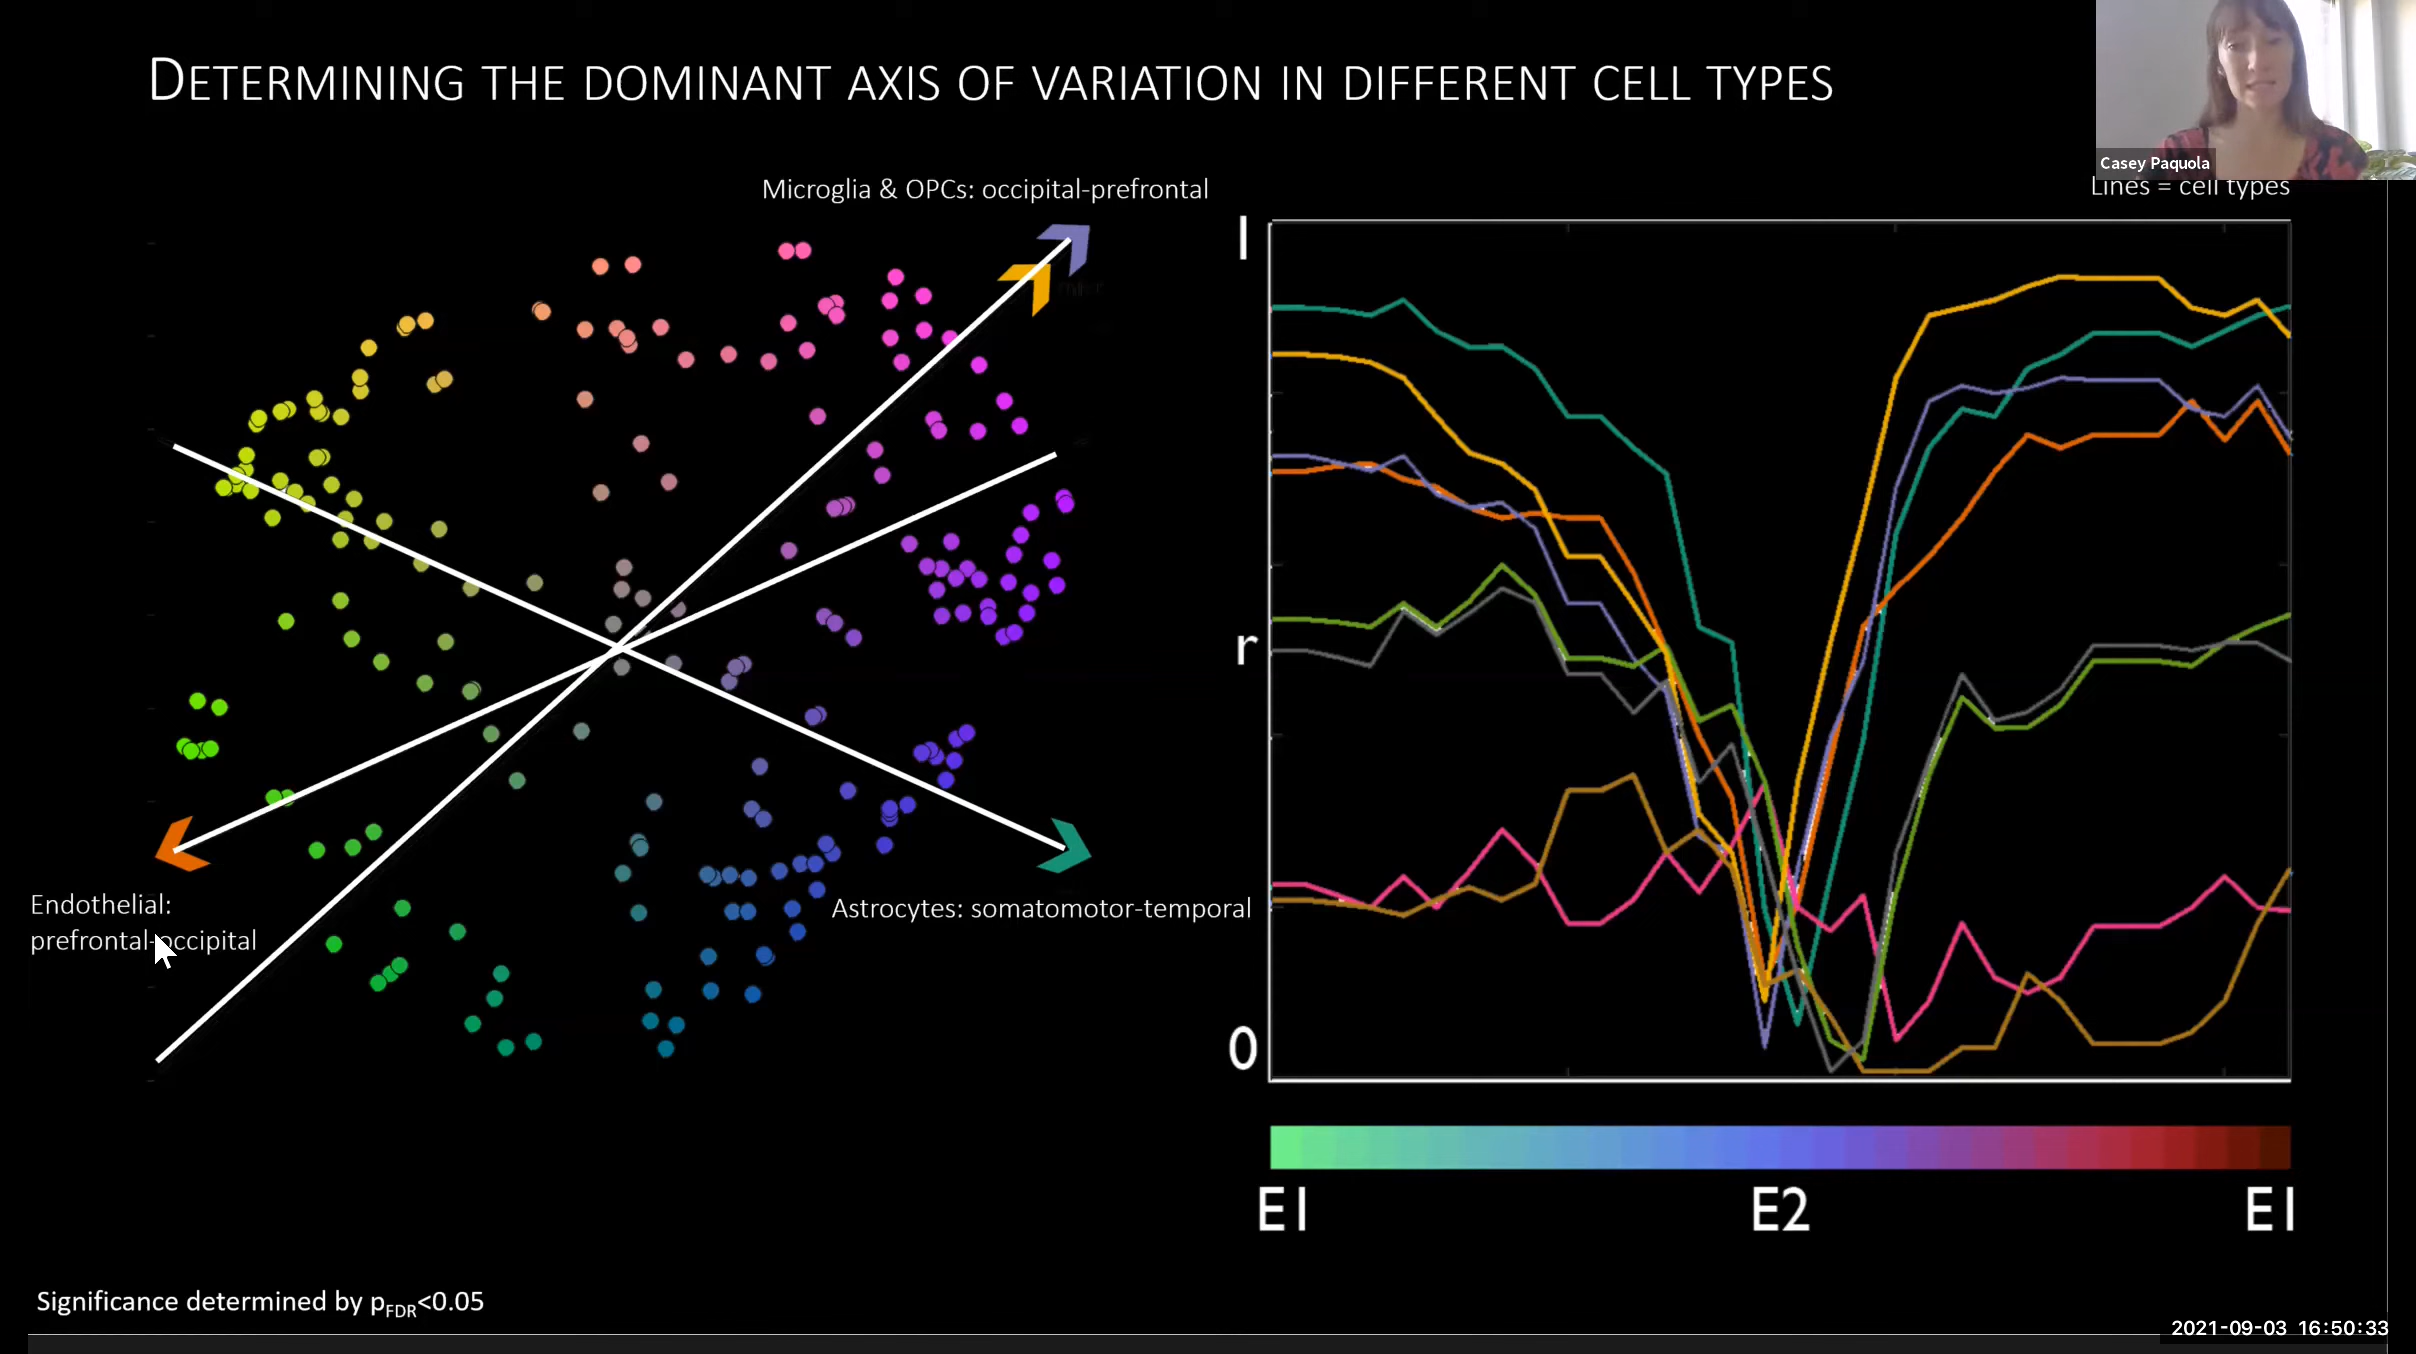 DETERMINING THE DOMINANT AXIS OF VARIATION IN DIFFERENT CELL TYPES
Casey Paquola
Microglia & OPCs: occipital-prefrontal
Lines = cell types
1
r
0
Endothelial:
prefrontal-occipital
Astrocytes: somatomotor-temporal
E1 E2 E1
Significance determined by pFDR<0.05
2021-09-03 16:50:33